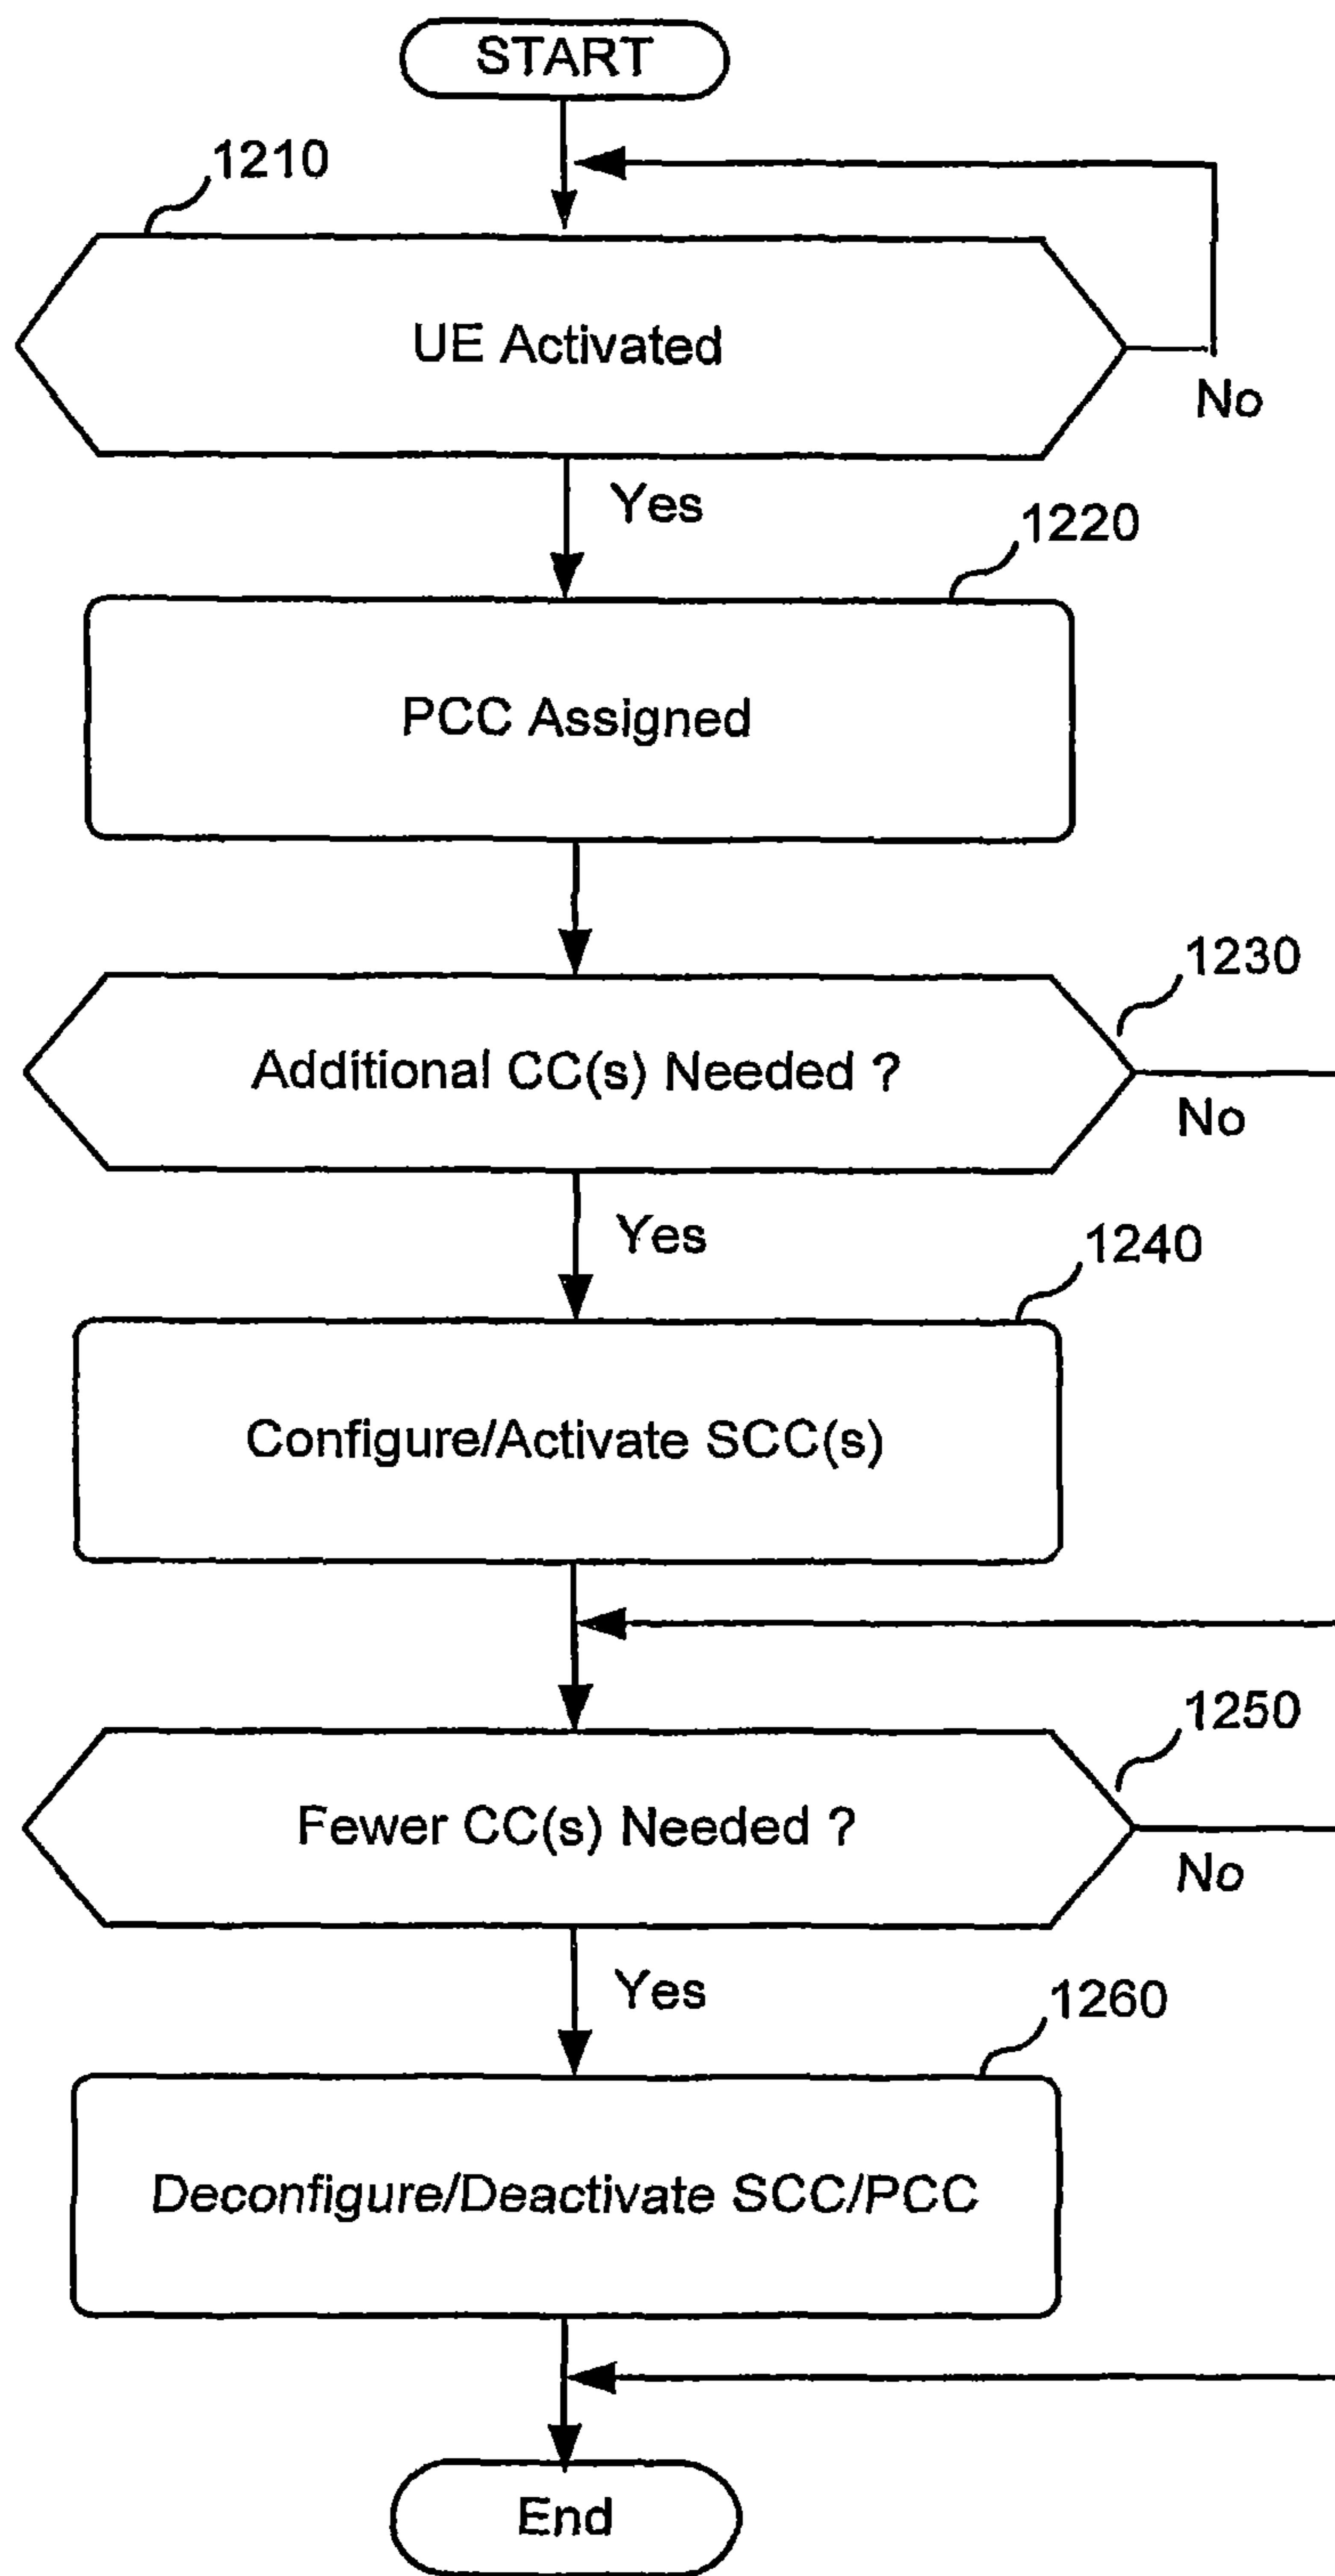 START
1210
UE Activated
No
Yes
1220
PCC Assigned
1230
Additional CC(s) Needed ?
No
Yes
1240
Configure/Activate SCC(s)
1250
Fewer CC(s) Needed ?
No
Yes
1260
Deconfigure/Deactivate SCC/PCC
End